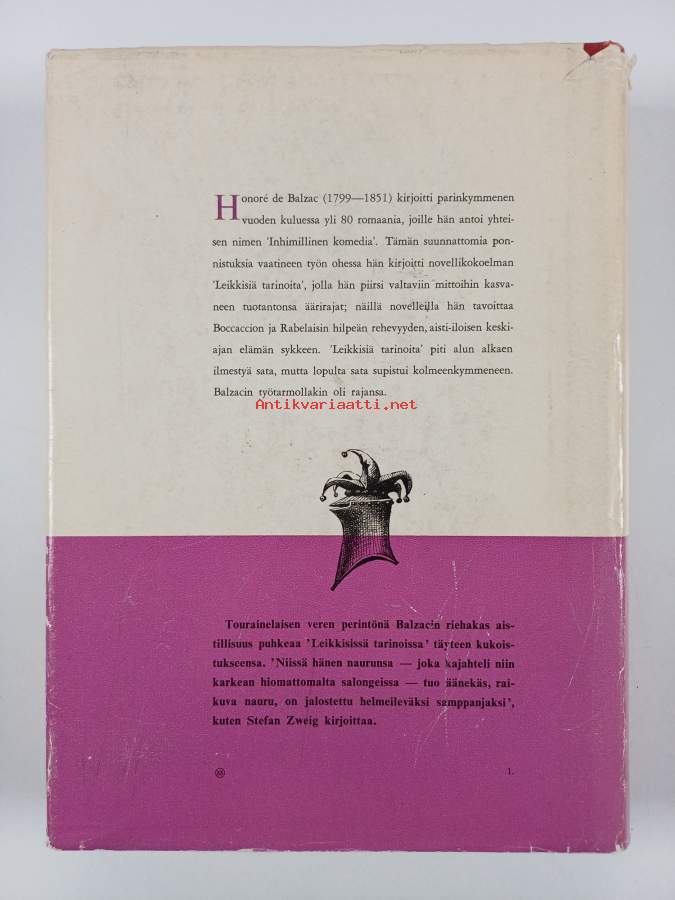 Honoré de Balzac (1799—1851) kirjoitti parinkymmenen
vuoden kuluessa yli 80 romaania, joille hän antoi yhtei-
sen nimen 'Inhimillinen komedia'. Tämän suunnattomia pon-
nistuksia vaatineen työn ohessa hän kirjoitti novellikokoelman
'Leikkisiä tarinoita', jolla hän piirsi valtaviin mittoihin kasva-
neen tuotantonsa äärirajat; näillä novelleilla hän tavoittaa
Boccaccion ja Rabelaisin hilpeän rehevyyden, aisti-iloisen keski-
ajan elämän sykkeen. 'Leikkisiä tarinoita' piti alun alkaen
ilmestyä sata, mutta lopulta sata supistui kolmeenkymmeneen.
Balzacin työtarmollakin oli rajansa.
Antikvariaatti.net
Tourainelaisen veren perintönä Balzacin riehakas ais-
tillisuus puhkeaa 'Leikkisissä tarinoissa' täyteen kukois-
tukseensa. 'Niissä hänen naurunsa — joka kajahteli niin
karkean hiomattomalta salongeissa — tuo äänekäs, rai-
kuva nauru, on jalostettu helmeileväksi samppanjaksi',
kuten Stefan Zweig kirjoittaa.
1.